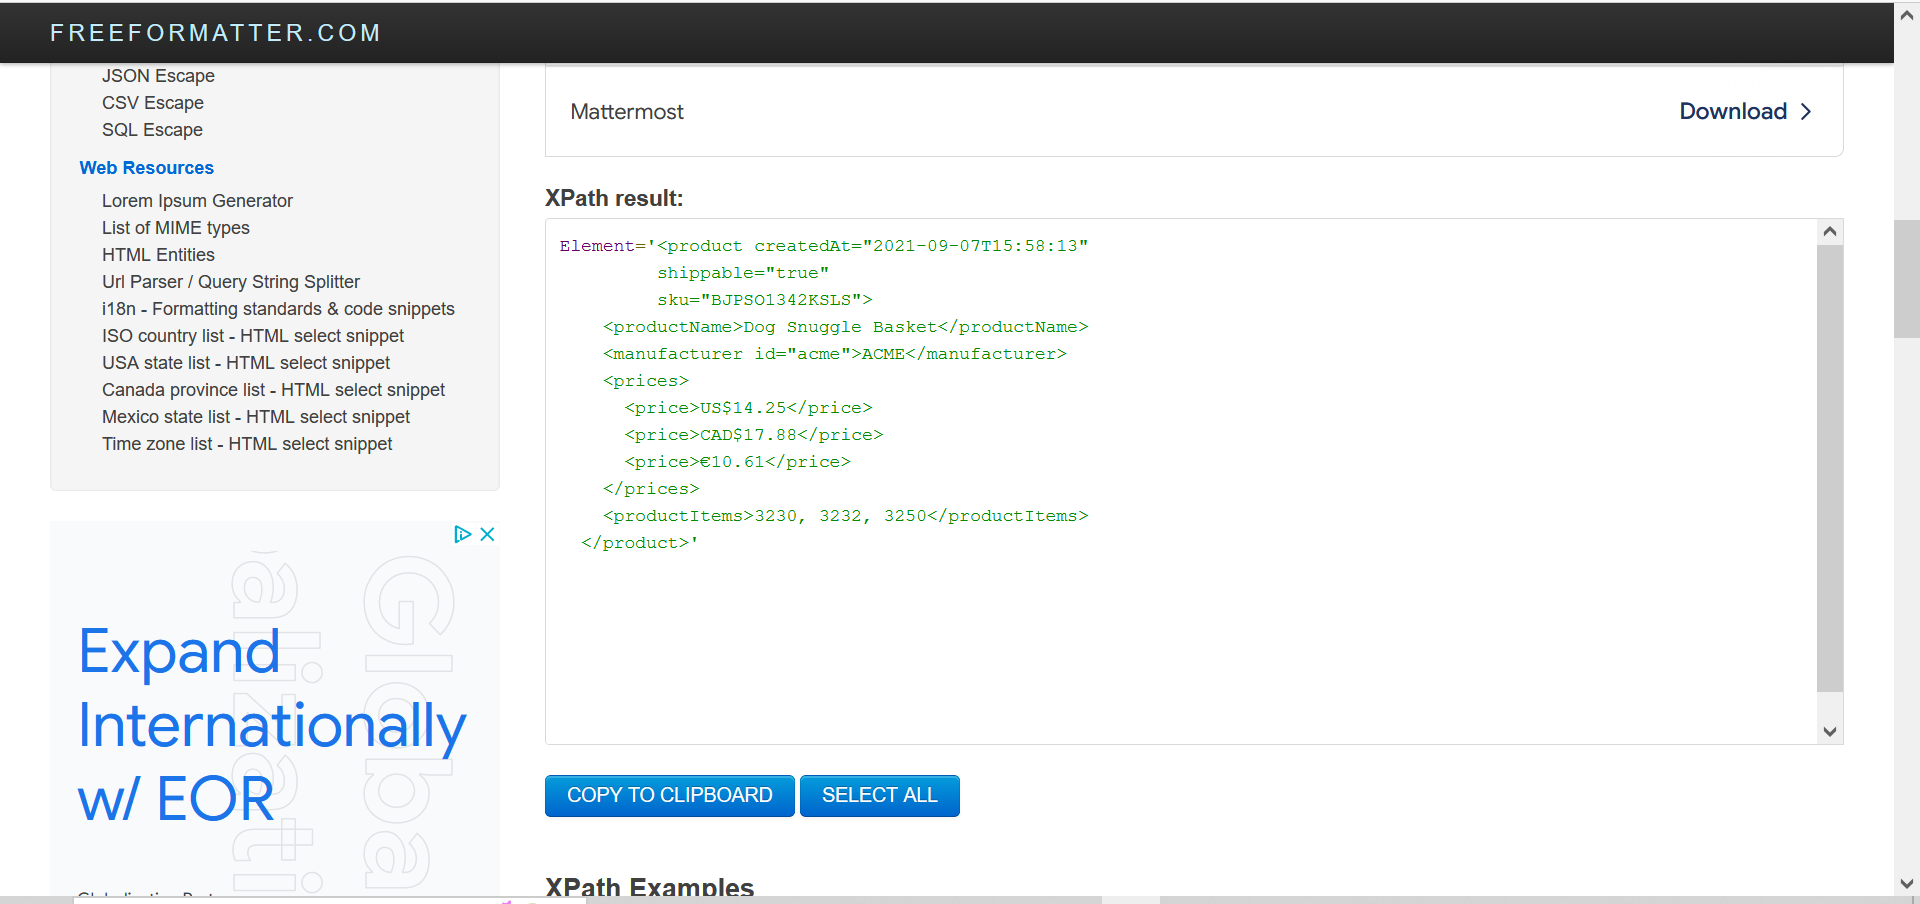 FREEFORMATTER.COM
JSON Escape
CSV Escape
SQL Escape
Web Resources
Lorem Ipsum Generator
List of MIME types
HTML Entities
Url Parser / Query String Splitter
i18n - Formatting standards & code snippets
ISO country list - HTML select snippet
USA state list - HTML select snippet
Canada province list - HTML select snippet
Mexico state list - HTML select snippet
Time zone list - HTML select snippet
Expand
Internationally
w/ EOR
Mattermost
Download
XPath result:
Element='<product createdAt="2021-09-07T15:58:13"
shippable="true"
sku="BJPSO1342KSLS">
<productName>Dog Snuggle Basket</productName>
<manufacturer id="acme">ACME</manufacturer>
<prices>
<price>US$14.25</price>
<price>CAD$17.88</price>
<price>€10.61</price>
</prices>
<productItems>3230, 3232, 3250</productItems>
</product>'
COPY TO CLIPBOARD
SELECT ALL
XPath Examples